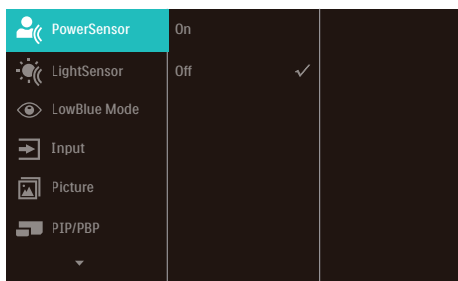 PowerSensor
On
LightSensor
Off
LowBlue Mode
Input
Picture
PIP/PBP